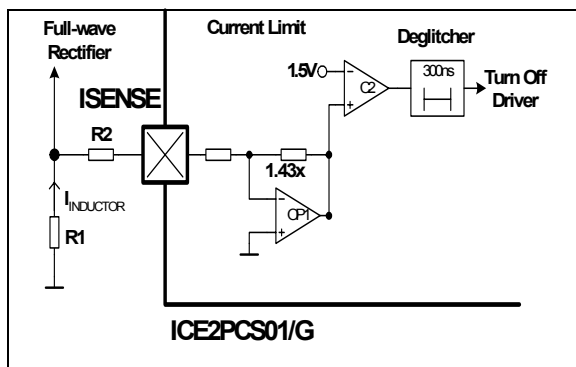 Full-wave
Rectifier
Current Limit
Deglitcher
1.5V
C2
300ns
Turn Off
Driver
ISENSE
R2
1.43x
IINDUCTOR
OP1
R1
ICE2PCS01/G